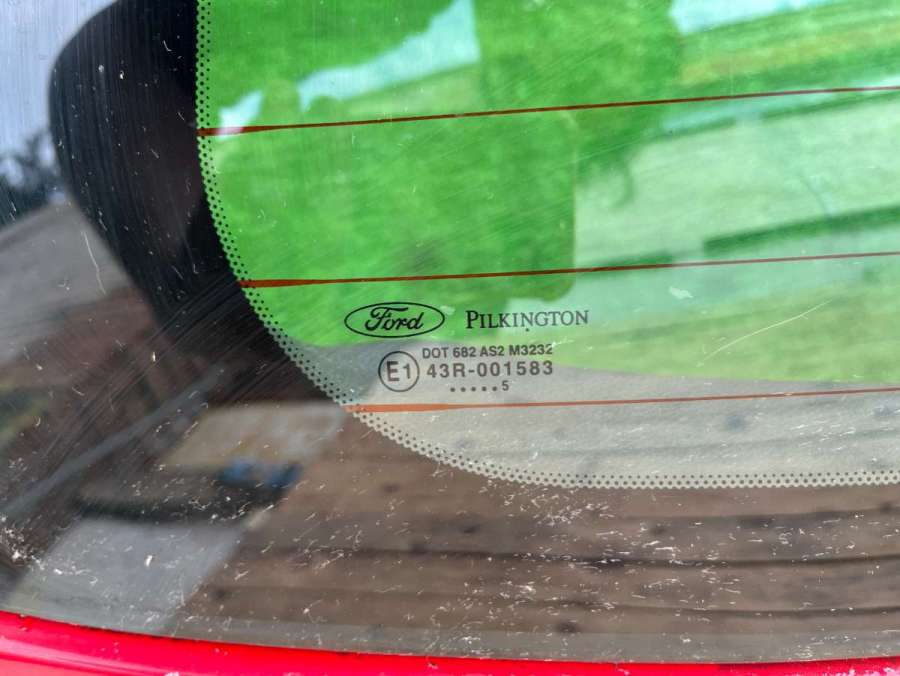 Ford PILKINGTON
DOT 682 AS2 M3232
E1 43R-001583
•••••5